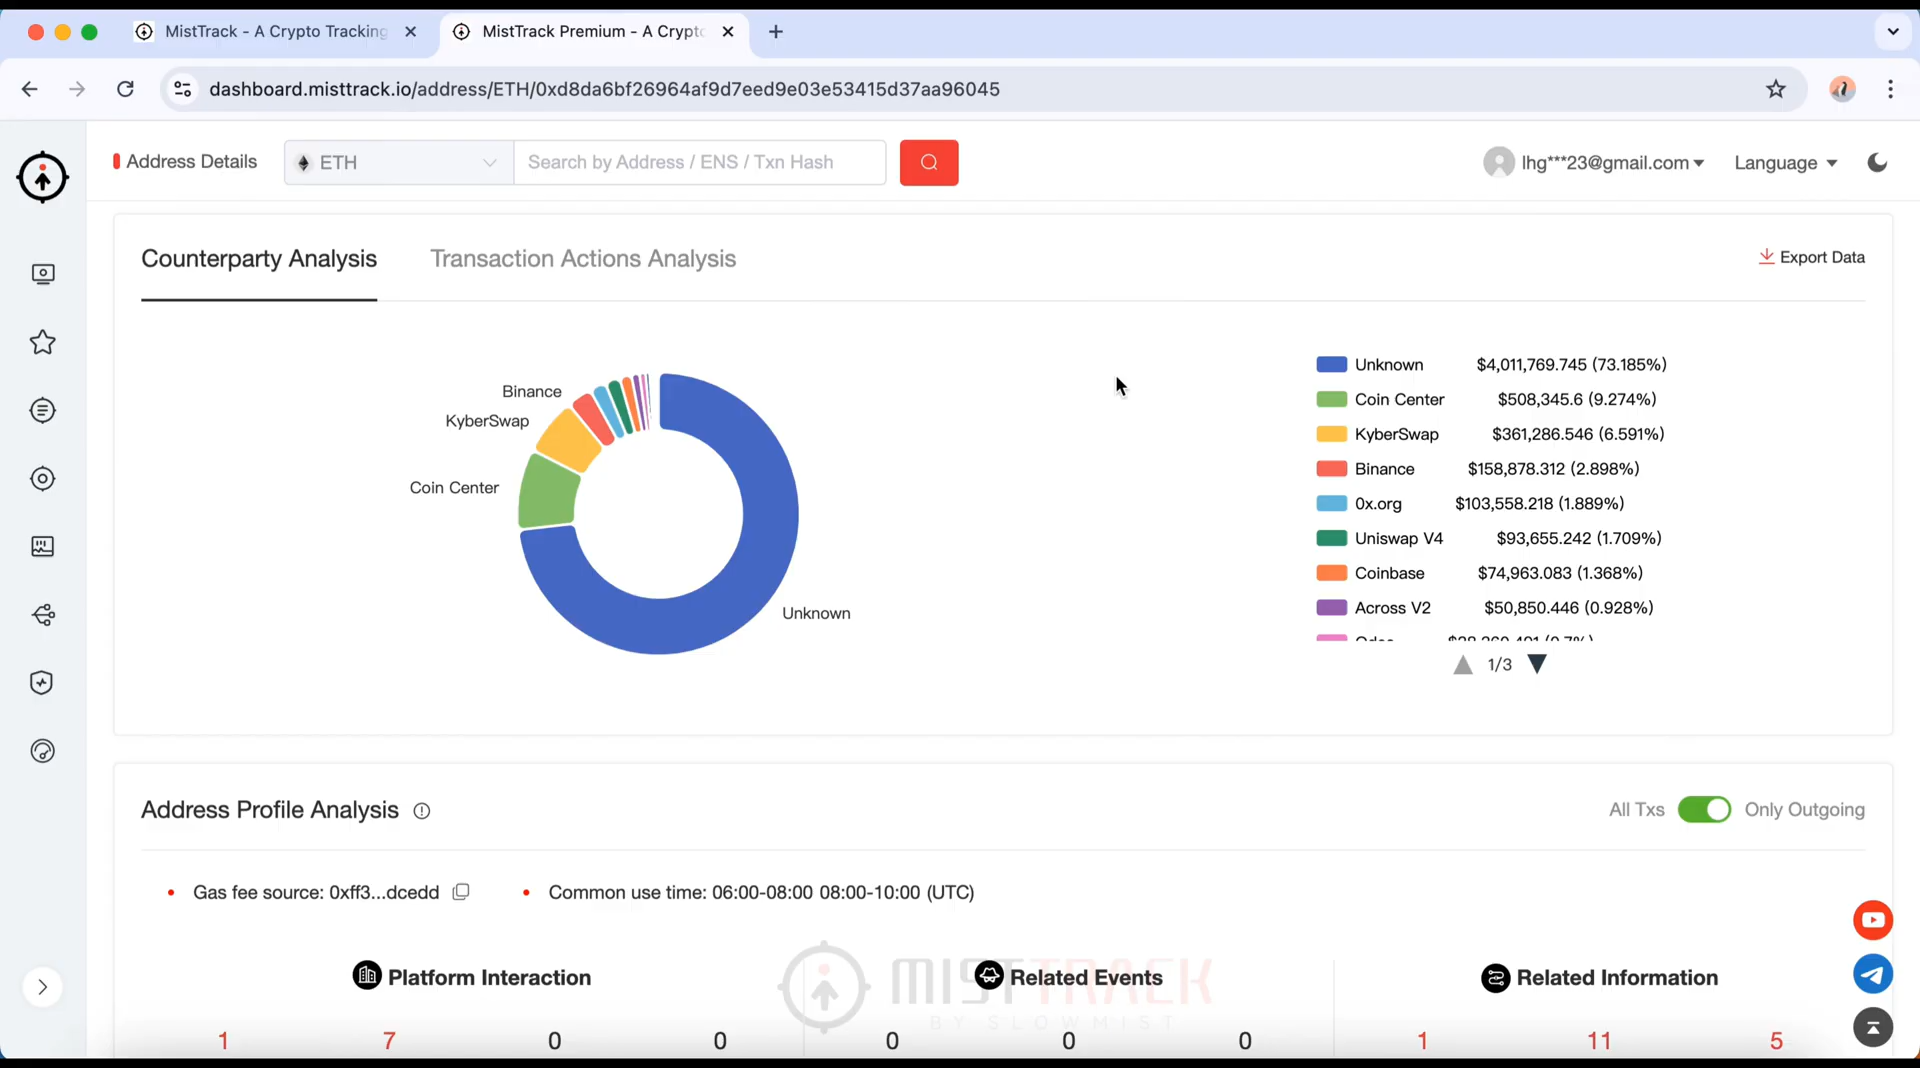 MistTrack - A Crypto Tracking
MistTrack Premium - A Crypto
dashboard.misttrack.io/address/ETH/0xd8da6bf26964af9d7eed9e03e53415d37aa96045
Address Details
ETH
Search by Address / ENS / Txn Hash
lhg***23@gmail.com
Language
Counterparty Analysis
Transaction Actions Analysis
Export Data
Binance
KyberSwap
Coin Center
Unknown
Unknown $4,011,769.745 (73.185%)
Coin Center $508,345.6 (9.274%)
KyberSwap $361,286.546 (6.591%)
Binance $158,878.312 (2.898%)
0x.org $103,558.218 (1.889%)
Uniswap V4 $93,655.242 (1.709%)
Coinbase $74,963.083 (1.368%)
Across V2 $50,850.446 (0.928%)
1/3
Address Profile Analysis
All Txs
Only Outgoing
Gas fee source: 0xff3...dcedd
Common use time: 06:00-08:00 08:00-10:00 (UTC)
MISTTRACK
BY SLOWMIST
Platform Interaction
Related Events
Related Information
1 7 0 0 0 0 0 1 11 5